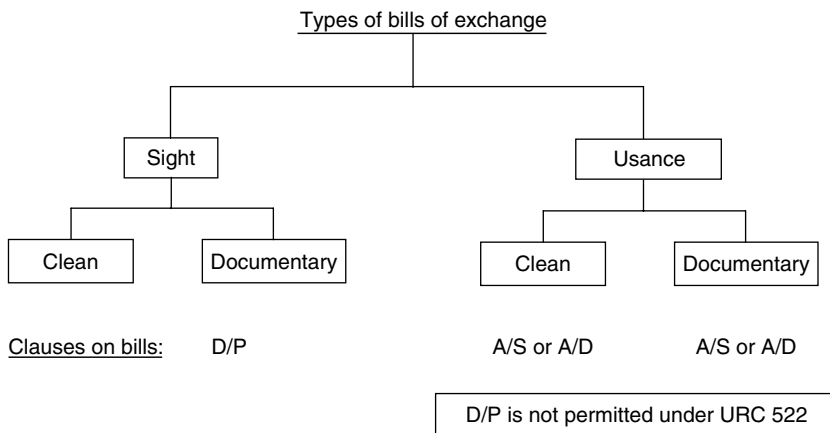 Types of bills of exchange
Sight
Usance
Clean
Documentary
Clean
Documentary
Clauses on bills: D/P A/S or A/D A/S or A/D
D/P is not permitted under URC 522